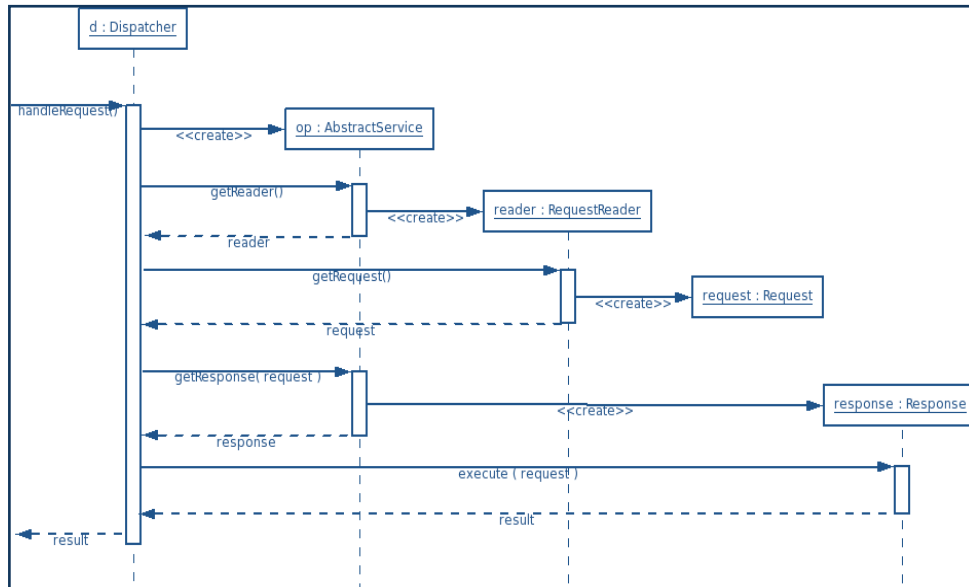 d : Dispatcher
handleRequest()
<<create>>
op : AbstractService
getReader()
<<create>>
reader : RequestReader
reader
getRequest()
<<create>>
request : Request
request
getResponse( request )
<<create>>
response : Response
response
execute ( request )
result
result